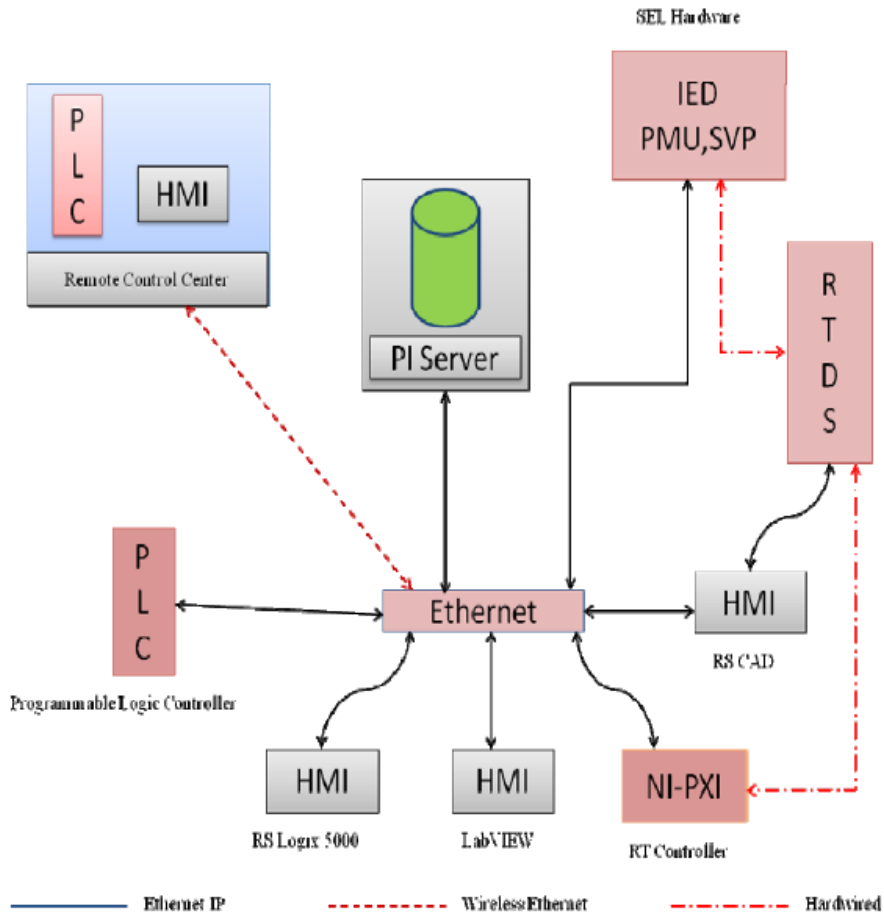 SEL Hardware
IED
PMU,SVP
P
L
C
HMI
Remote Control Center
PI Server
R
T
D
S
P
L
C
Programmable Logic Controller
Ethernet
HMI
RS CAD
HMI
RS Logix 5000
HMI
LabVIEW
NI-PXI
RT Controller
Ethernet IP
Wireless Ethernet
Hardwired